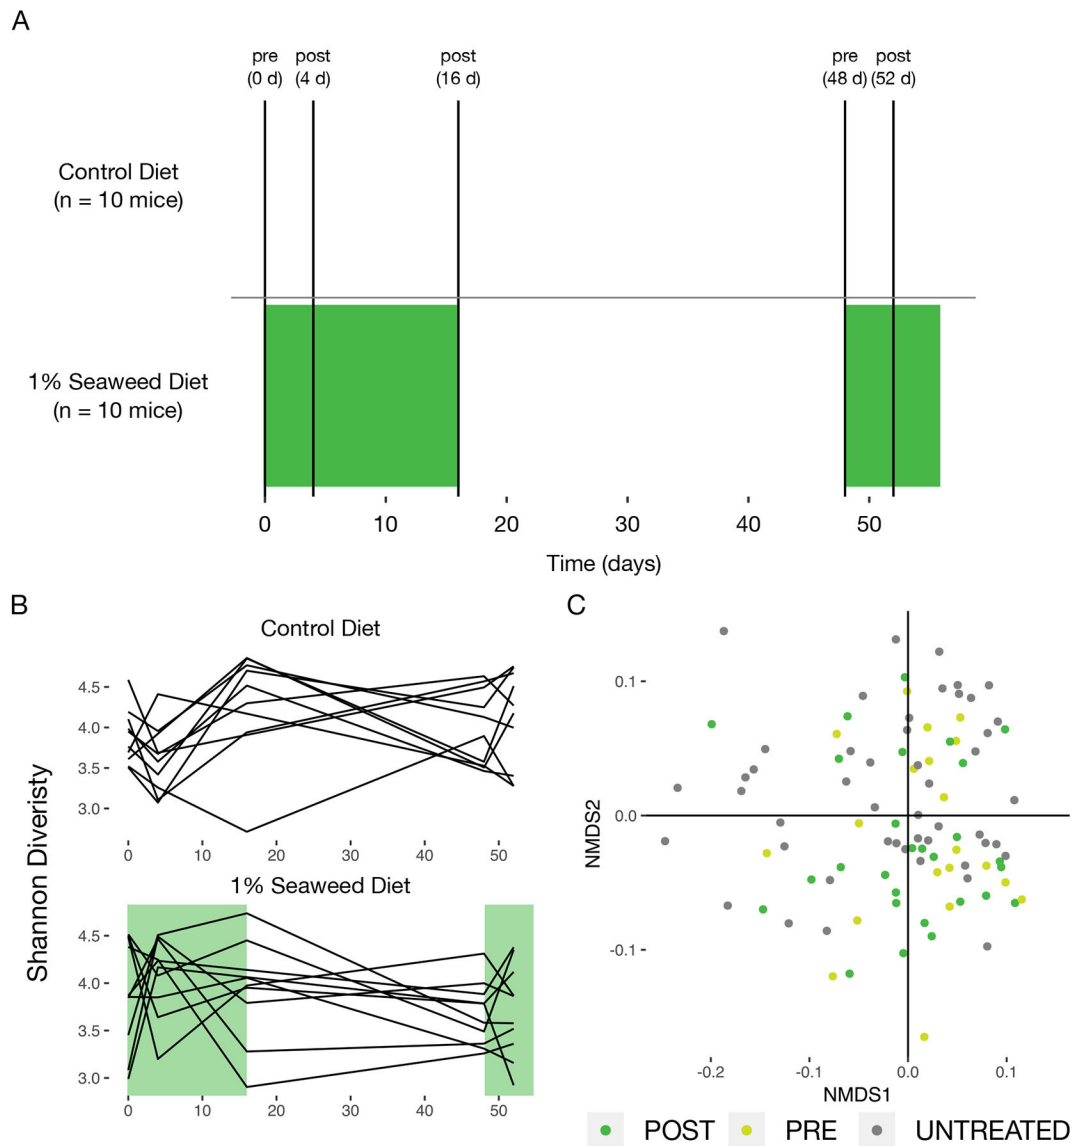 A
pre post post pre post
(0 d) (4 d) (16 d) (48 d) (52 d)
Control Diet
(n = 10 mice)
1% Seaweed Diet
(n = 10 mice)
0 10 20 30 40 50
Time (days)
B
Control Diet
4.5
4.0
3.5
3.0
0 10 20 30 40 50
1% Seaweed Diet
4.5
4.0
3.5
3.0
0 10 20 30 40 50
Shannon Diveristy
C
0.1
0.0
-0.1
NMDS2
-0.2 -0.1 0.0 0.1
NMDS1
POST PRE UNTREATED